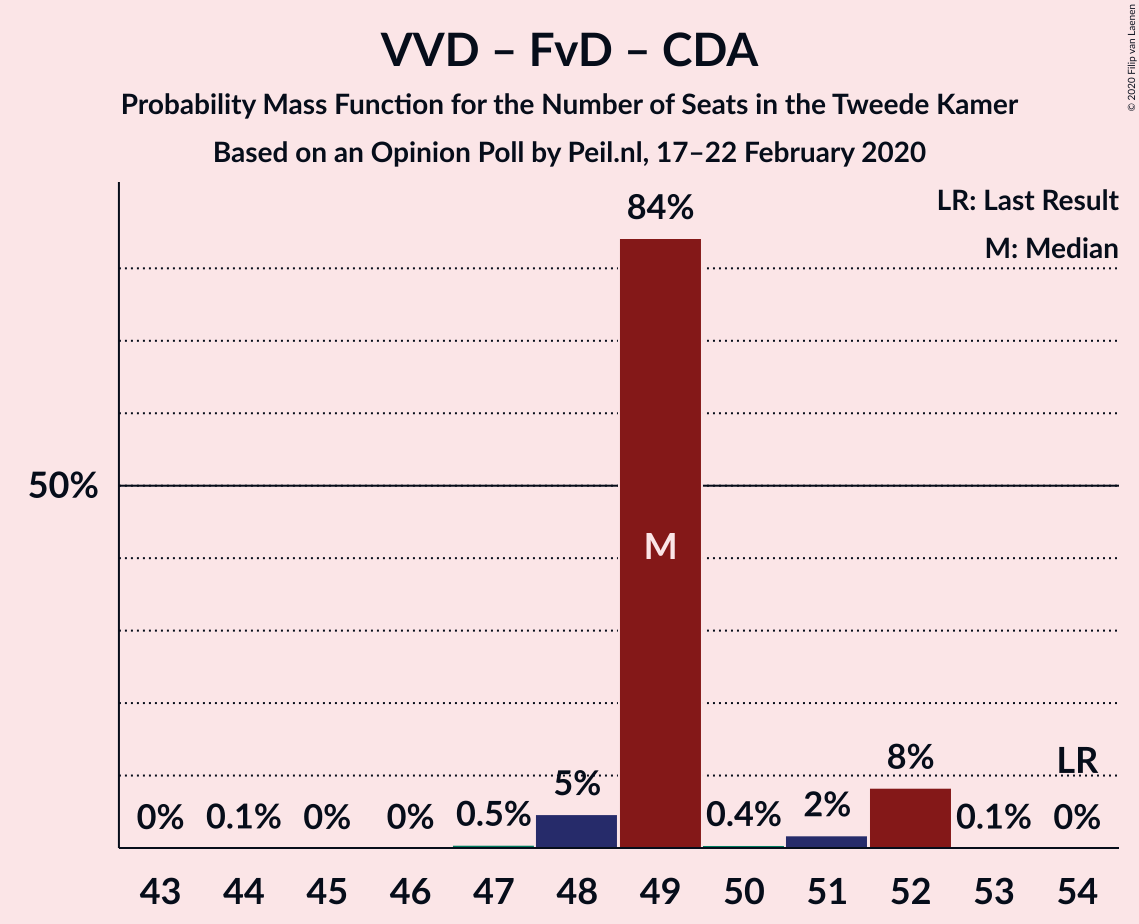 VVD – FvD – CDA
Probability Mass Function for the Number of Seats in the Tweede Kamer
Based on an Opinion Poll by Peil.nl, 17–22 February 2020
© 2020 Filip van Laenen
LR: Last Result
M: Median
50%
0% 0.1% 0% 0% 0.5% 5% 84% 0.4% 2% 8% 0.1% 0%
M
LR
43 44 45 46 47 48 49 50 51 52 53 54